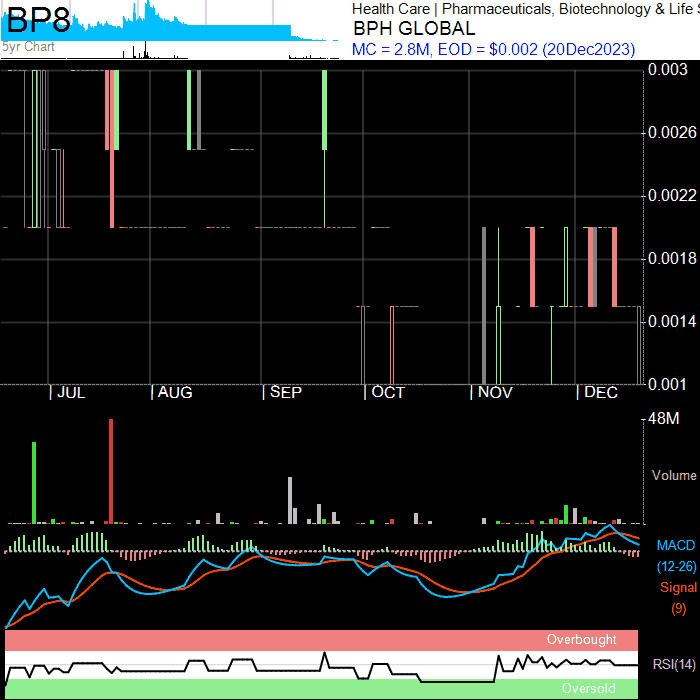 BP8
5yr Chart
Health Care | Pharmaceuticals, Biotechnology & Life S
BPH GLOBAL
MC = 2.8M, EOD = $0.002 (20Dec2023)
0.003
0.0026
0.0022
0.0018
0.0014
0.001
| JUL | AUG | SEP | OCT | NOV | DEC
48M
Volume
MACD
(12-26)
Signal
(9)
Overbought
RSI(14)
Oversold